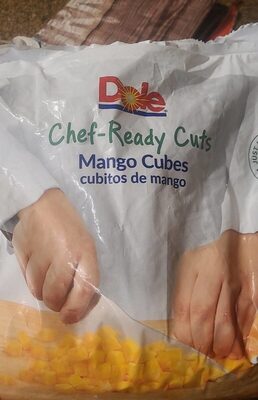 Dole
Chef-Ready Cuts
Mango Cubes
cubitos de mango